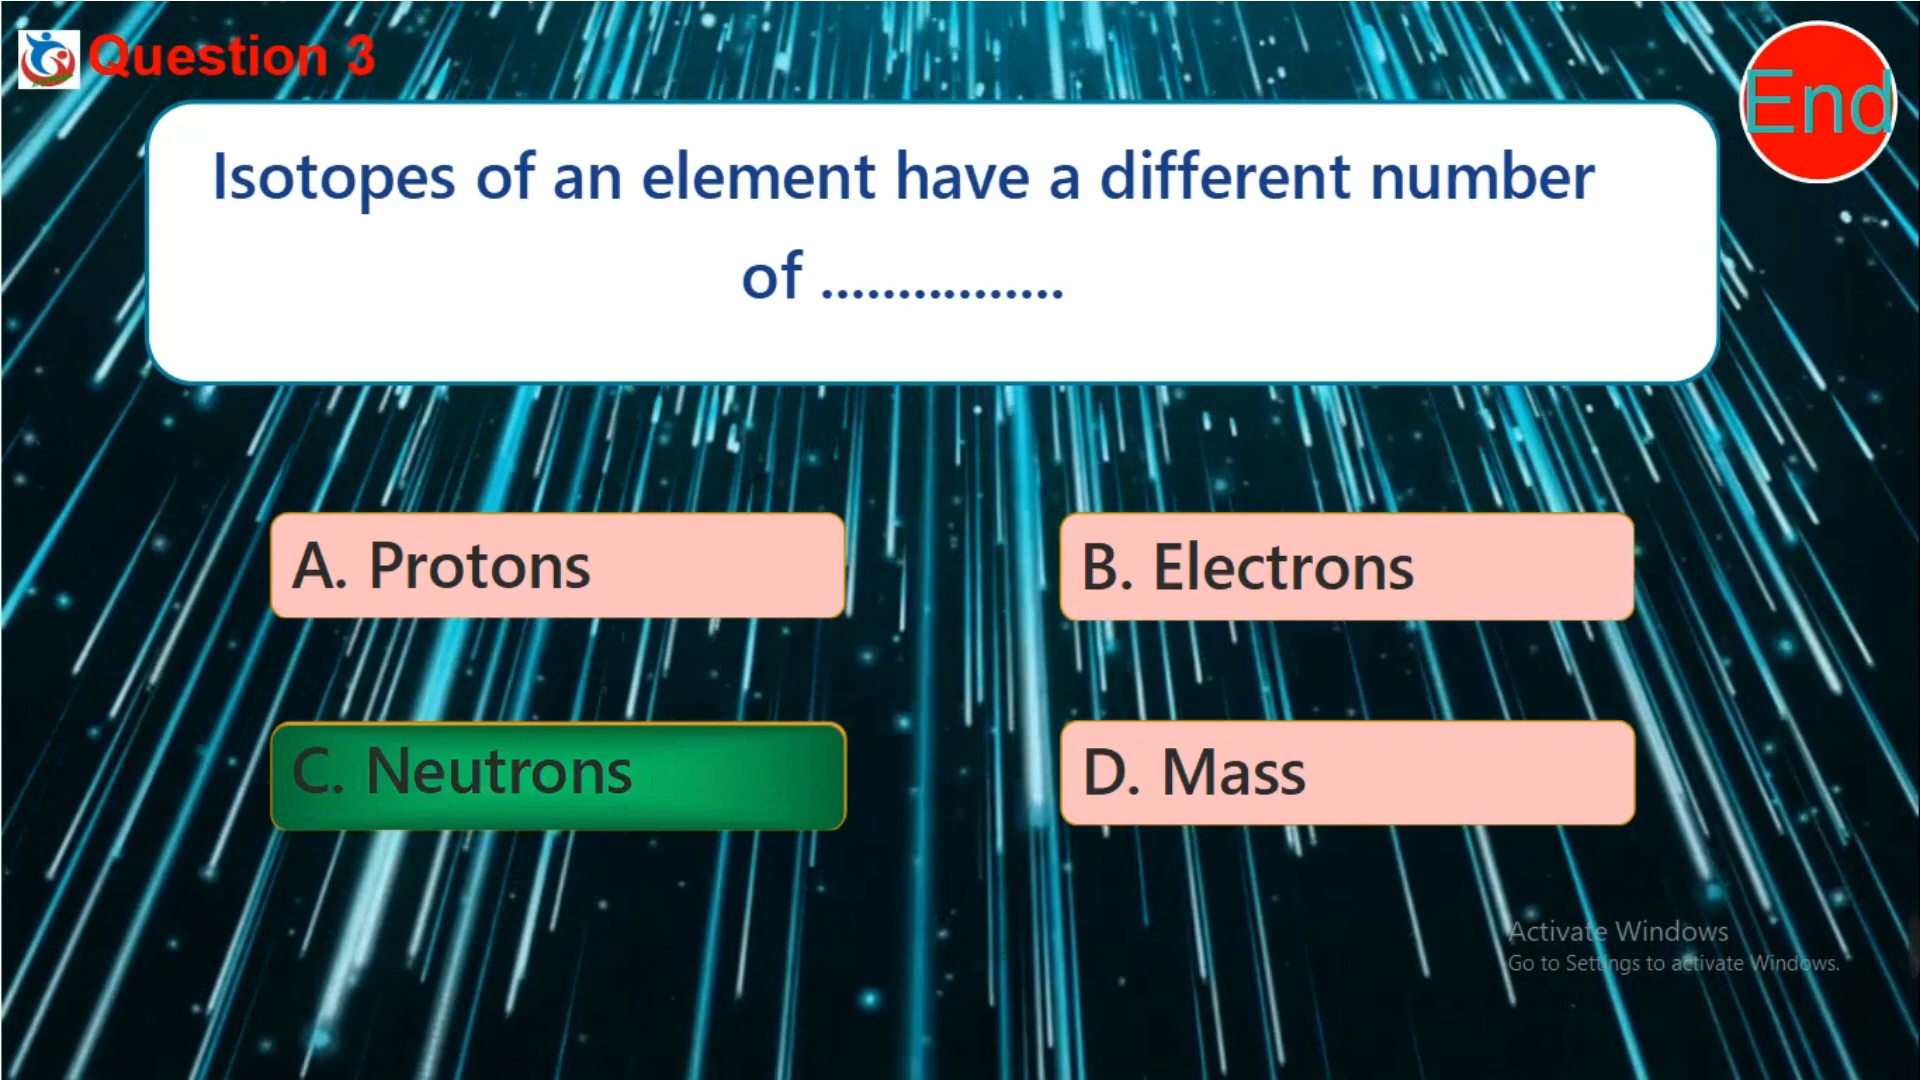 Question 3
End
Isotopes of an element have a different number
of ................
A. Protons
B. Electrons
C. Neutrons
D. Mass
Activate Windows
Go to Settings to activate Windows.